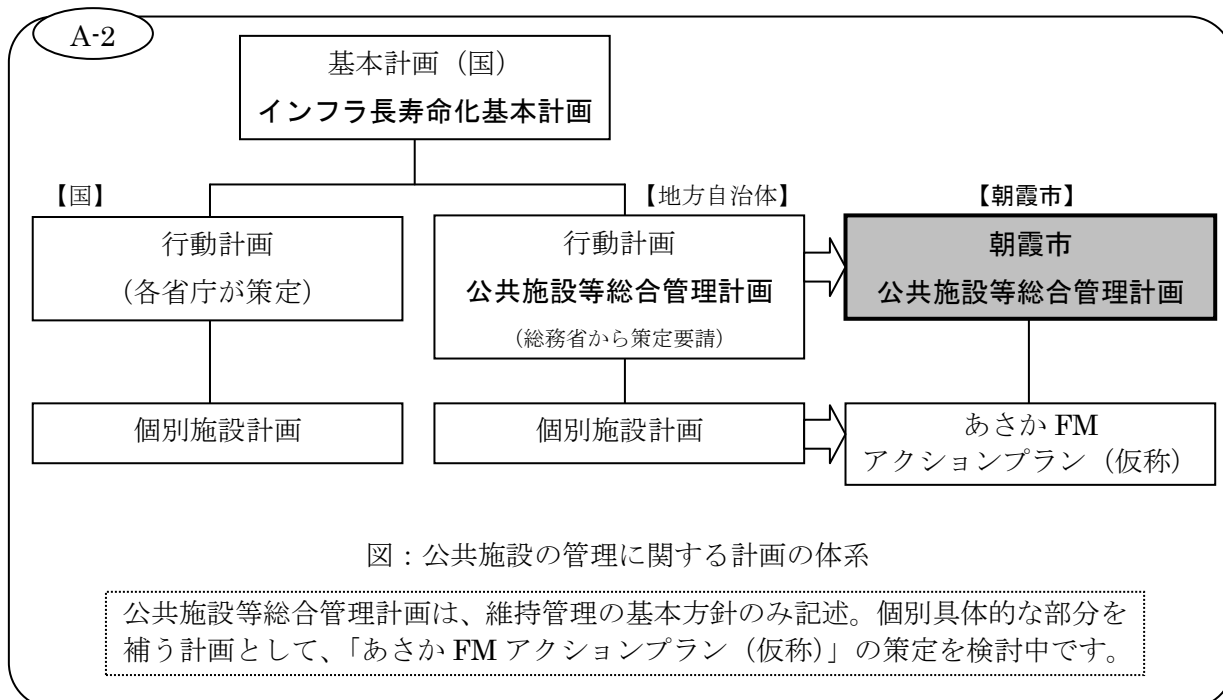 A-2
基本計画（国）
インフラ長寿命化基本計画
【国】
【地方自治体】
【朝霞市】
行動計画
（各省庁が策定）
行動計画
公共施設等総合管理計画
（総務省から策定要請）
朝霞市
公共施設等総合管理計画
個別施設計画
個別施設計画
あさか FM
アクションプラン（仮称）
図：公共施設の管理に関する計画の体系
公共施設等総合管理計画は、維持管理の基本方針のみ記述。個別具体的な部分を
補う計画として、「あさか FM アクションプラン（仮称）」の策定を検討中です。